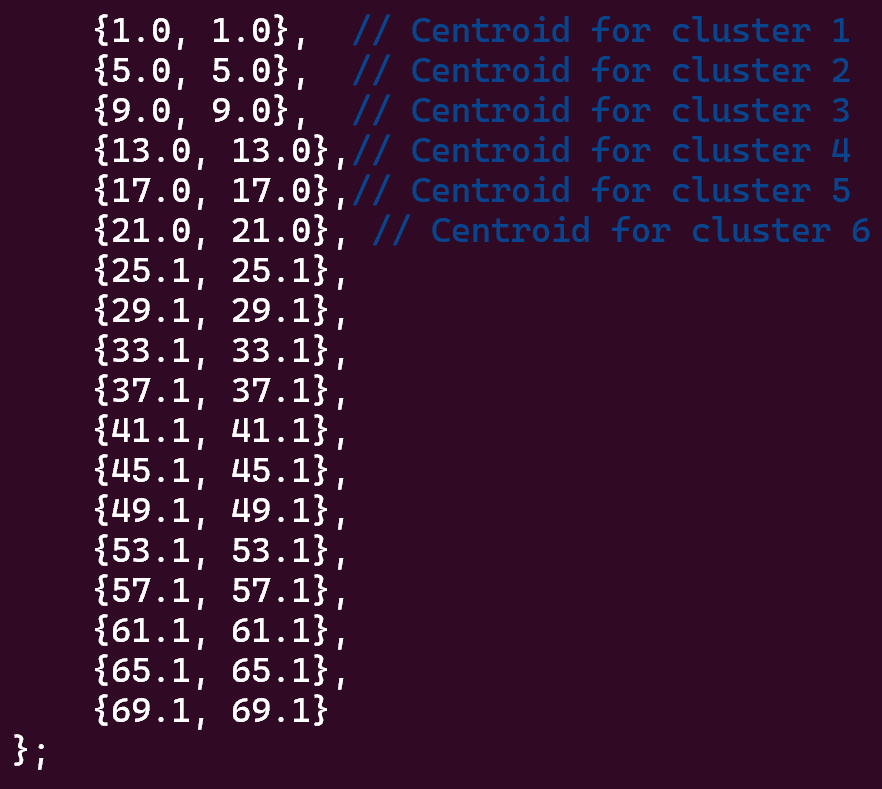 {1.0, 1.0},  // Centroid for cluster 1
{5.0, 5.0},  // Centroid for cluster 2
{9.0, 9.0},  // Centroid for cluster 3
{13.0, 13.0},// Centroid for cluster 4
{17.0, 17.0},// Centroid for cluster 5
{21.0, 21.0}, // Centroid for cluster 6
{25.1, 25.1},
{29.1, 29.1},
{33.1, 33.1},
{37.1, 37.1},
{41.1, 41.1},
{45.1, 45.1},
{49.1, 49.1},
{53.1, 53.1},
{57.1, 57.1},
{61.1, 61.1},
{65.1, 65.1},
{69.1, 69.1}
};